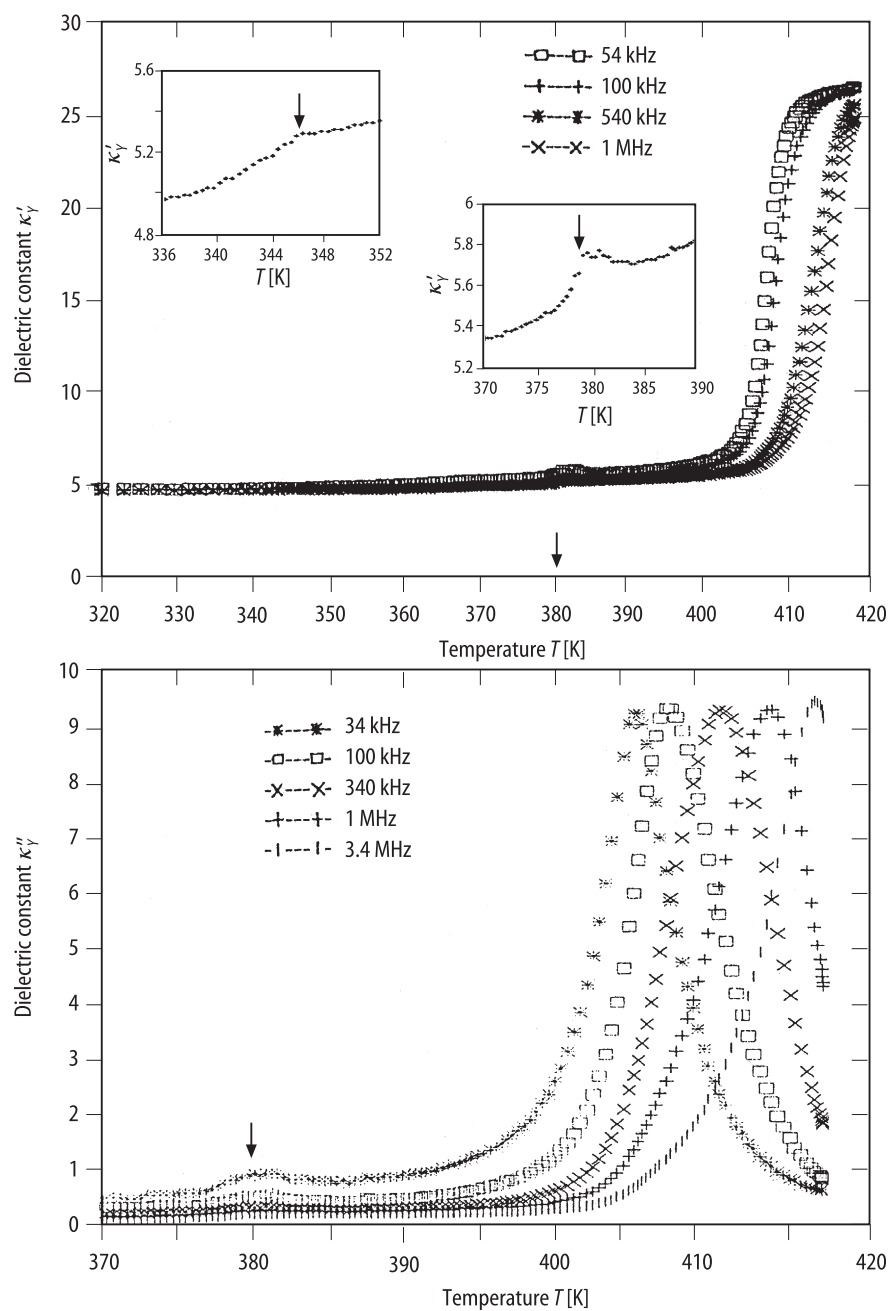 30
25
20
15
10
5
0
Dielectric constant κ′γ
5.6
5.2
4.8
κ′γ
336 340 344 348 352
T [K]
54 kHz
100 kHz
540 kHz
1 MHz
6
5.8
5.6
5.4
5.2
κ′γ
370 375 380 385 390
T [K]
320 330 340 350 360 370 380 390 400 410 420
Temperature T [K]
10
9
8
7
6
5
4
3
2
1
0
Dielectric constant κ″γ
34 kHz
100 kHz
340 kHz
1 MHz
3.4 MHz
370 380 390 400 410 420
Temperature T [K]